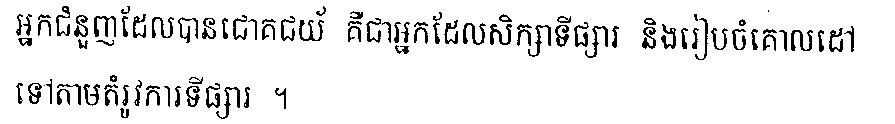 អ្នកជំនួញដែលបានជោគជយ័ គឺជាអ្នកដែលសិក្សាទីផ្សារ និងរៀបចំគោលដៅ
ទៅតាមតំរូវការទីផ្សារ ។